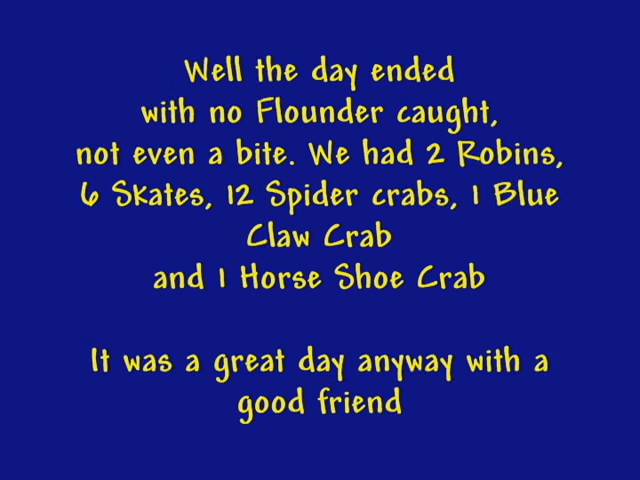 Well the day ended
with no Flounder caught,
not even a bite. We had 2 Robins,
6 Skates, 12 Spider crabs, 1 Blue
Claw Crab
and 1 Horse Shoe Crab
It was a great day anyway with a
good friend